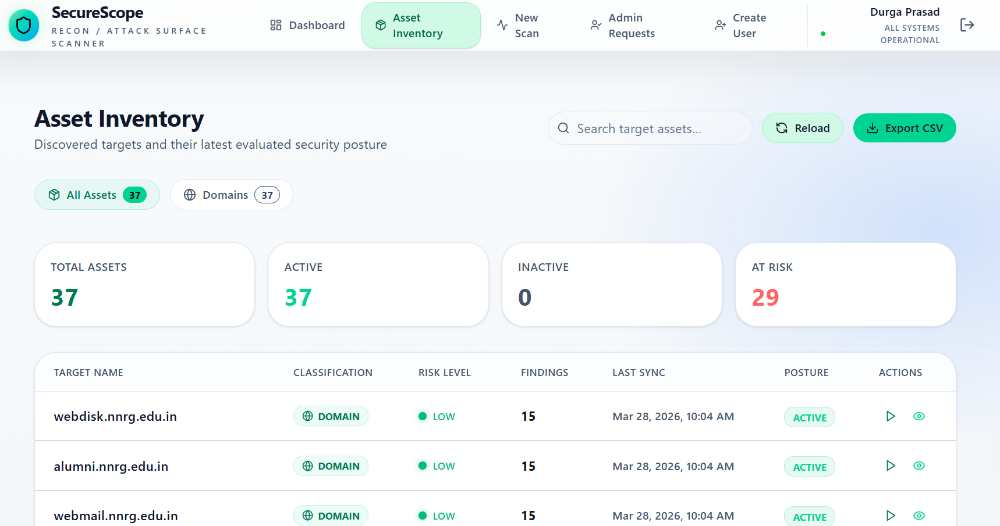 SecureScope
RECON / ATTACK SURFACE
SCANNER
Dashboard
Asset
Inventory
New
Scan
Admin
Requests
Create
User
Durga Prasad
ALL SYSTEMS
OPERATIONAL
Asset Inventory
Discovered targets and their latest evaluated security posture
Search target assets...
Reload
Export CSV
All Assets 37
Domains 37
TOTAL ASSETS
37
ACTIVE
37
INACTIVE
0
AT RISK
29
TARGET NAME CLASSIFICATION RISK LEVEL FINDINGS LAST SYNC POSTURE ACTIONS
webdisk.nnrg.edu.in DOMAIN LOW 15 Mar 28, 2026, 10:04 AM ACTIVE
alumni.nnrg.edu.in DOMAIN LOW 15 Mar 28, 2026, 10:04 AM ACTIVE
webmail.nnrg.edu.in DOMAIN LOW 15 Mar 28, 2026, 10:04 AM ACTIVE